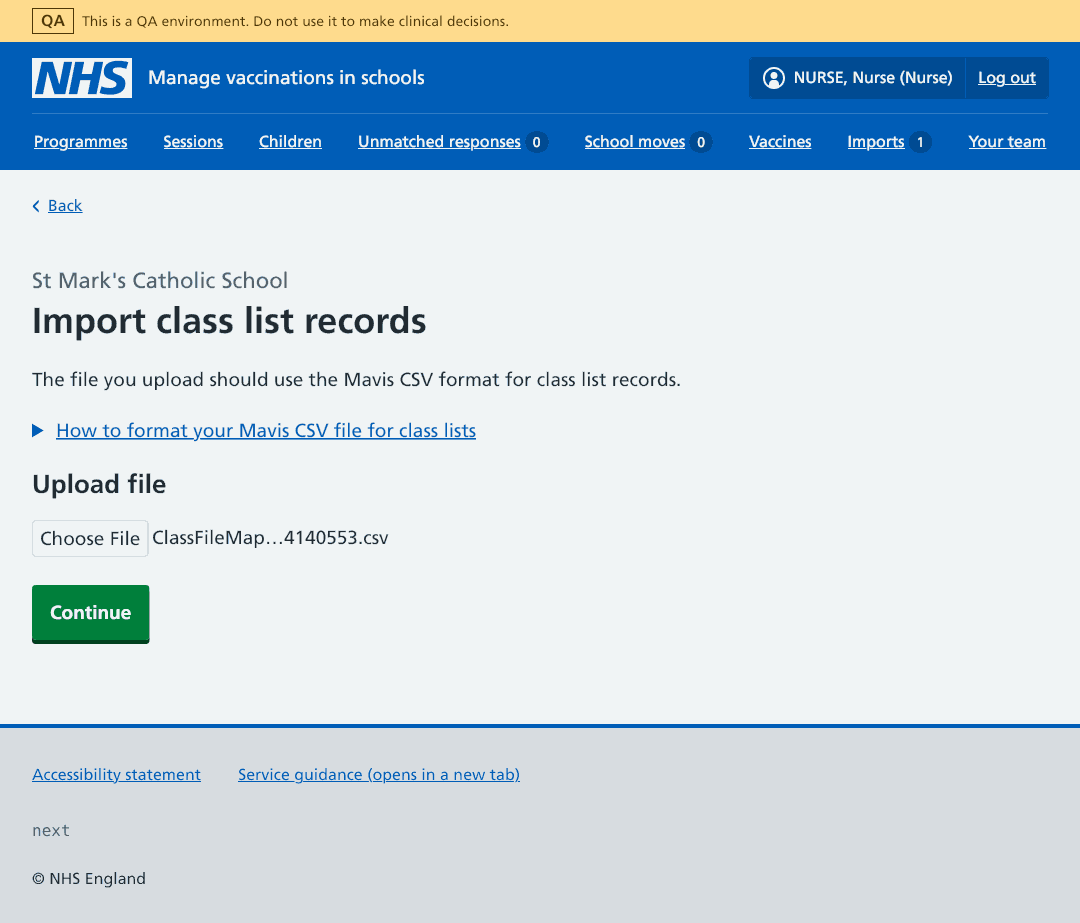 QA This is a QA environment. Do not use it to make clinical decisions.
NHS Manage vaccinations in schools NURSE, Nurse (Nurse) Log out
Programmes Sessions Children Unmatched responses 0 School moves 0 Vaccines Imports 1 Your team
Back
St Mark's Catholic School
Import class list records
The file you upload should use the Mavis CSV format for class list records.
How to format your Mavis CSV file for class lists
Upload file
Choose File ClassFileMap...4140553.csv
Continue
Accessibility statement Service guidance (opens in a new tab)
next
© NHS England